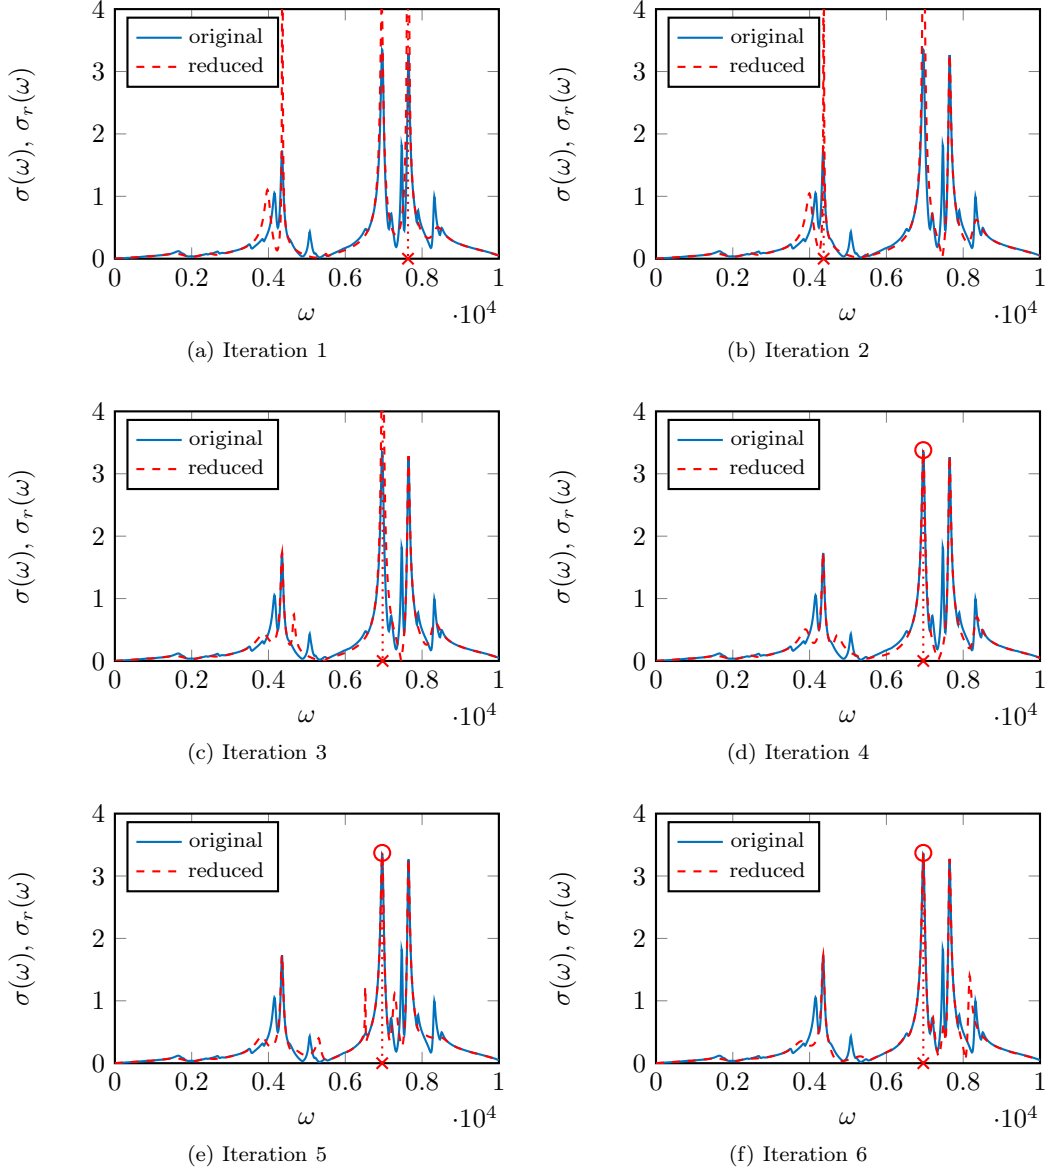 4
3
2
1
0
σ(ω), σ_r(ω)
original
reduced
0 0.2 0.4 0.6 0.8 1
ω
·10^4
(a) Iteration 1
4
3
2
1
0
σ(ω), σ_r(ω)
original
reduced
0 0.2 0.4 0.6 0.8 1
ω
·10^4
(b) Iteration 2
4
3
2
1
0
σ(ω), σ_r(ω)
original
reduced
0 0.2 0.4 0.6 0.8 1
ω
·10^4
(c) Iteration 3
4
3
2
1
0
σ(ω), σ_r(ω)
original
reduced
0 0.2 0.4 0.6 0.8 1
ω
·10^4
(d) Iteration 4
4
3
2
1
0
σ(ω), σ_r(ω)
original
reduced
0 0.2 0.4 0.6 0.8 1
ω
·10^4
(e) Iteration 5
4
3
2
1
0
σ(ω), σ_r(ω)
original
reduced
0 0.2 0.4 0.6 0.8 1
ω
·10^4
(f) Iteration 6